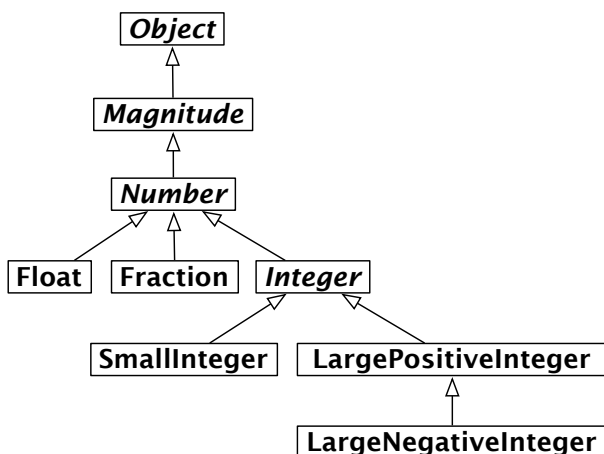 Object
Magnitude
Number
Float
Fraction
Integer
SmallInteger
LargePositiveInteger
LargeNegativeInteger